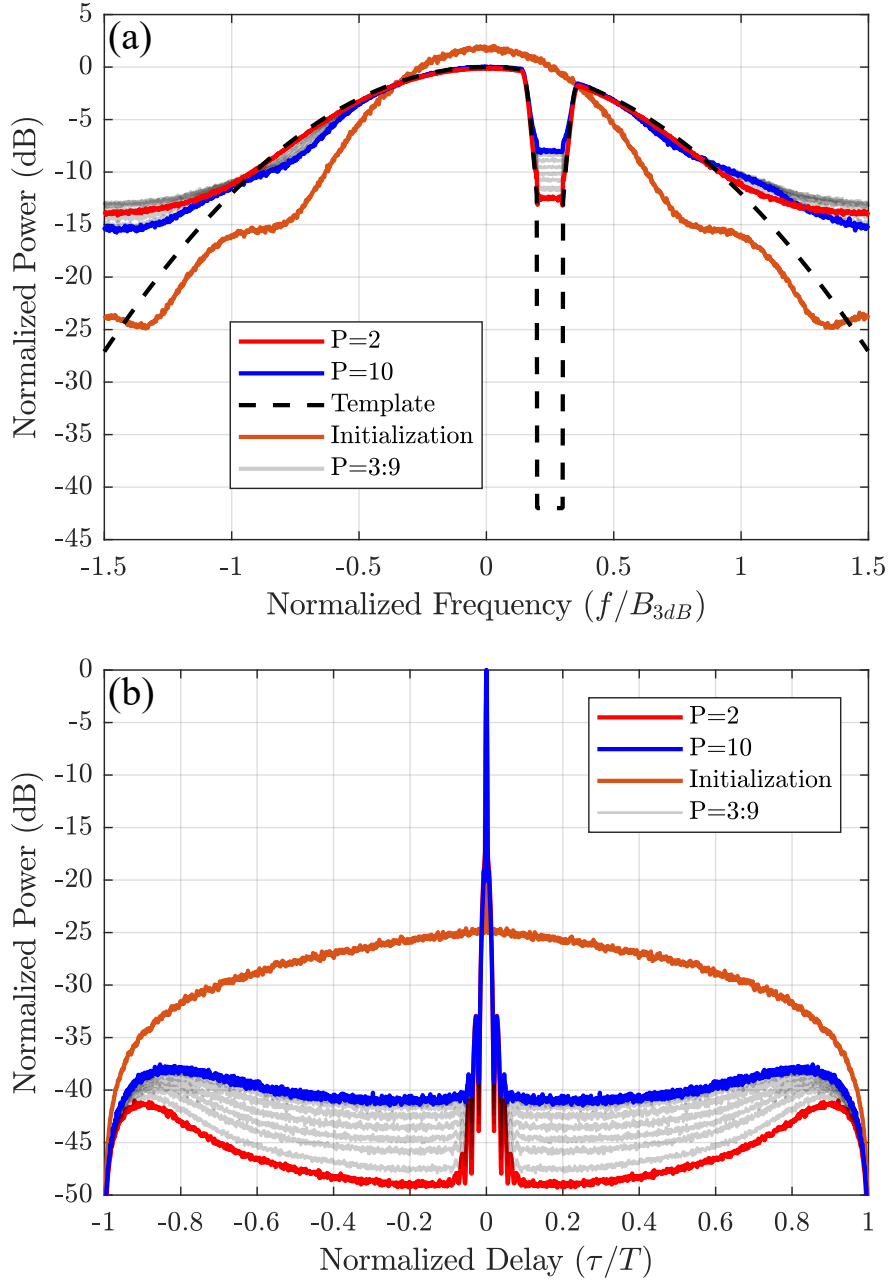 (a)
Normalized Power (dB)
5
0
-5
-10
-15
-20
-25
-30
-35
-40
-45
P=2
P=10
Template
Initialization
P=3:9
-1.5 -1 -0.5 0 0.5 1 1.5
Normalized Frequency (f/B3dB)
(b)
Normalized Power (dB)
0
-5
-10
-15
-20
-25
-30
-35
-40
-45
-50
P=2
P=10
Initialization
P=3:9
-1 -0.8 -0.6 -0.4 -0.2 0 0.2 0.4 0.6 0.8 1
Normalized Delay (τ/T)